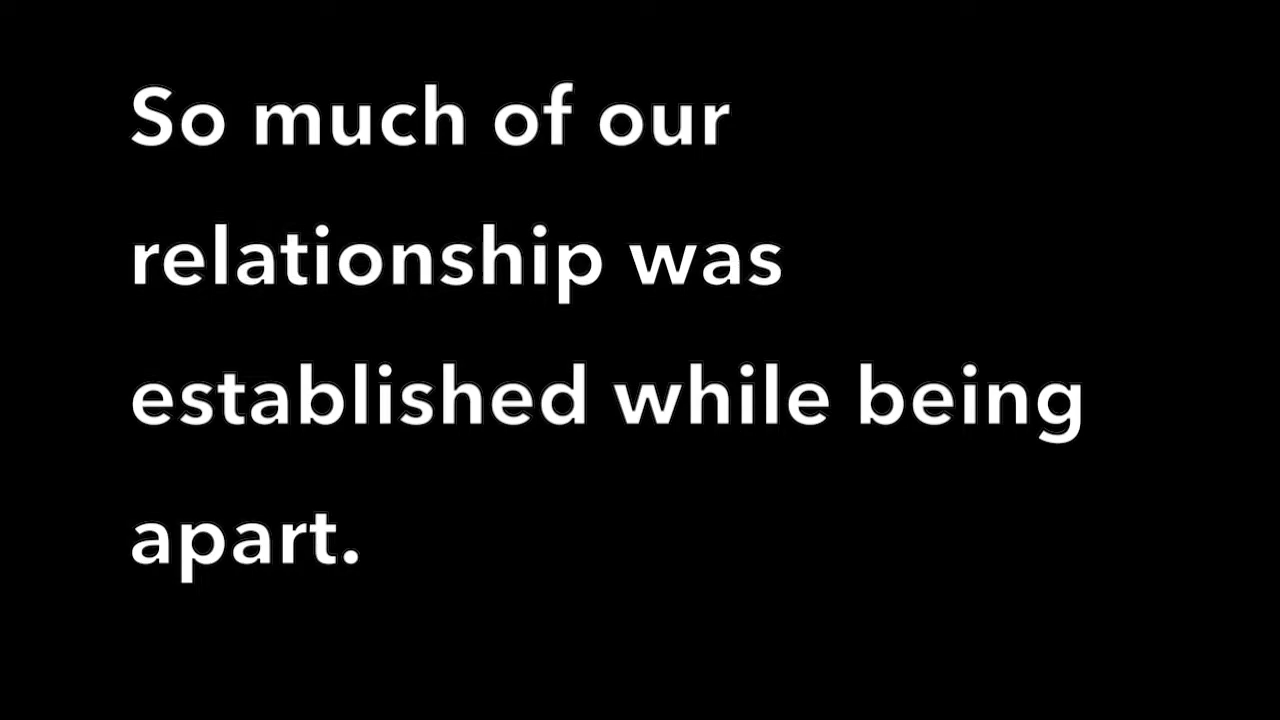 So much of our
relationship was
established while being
apart.